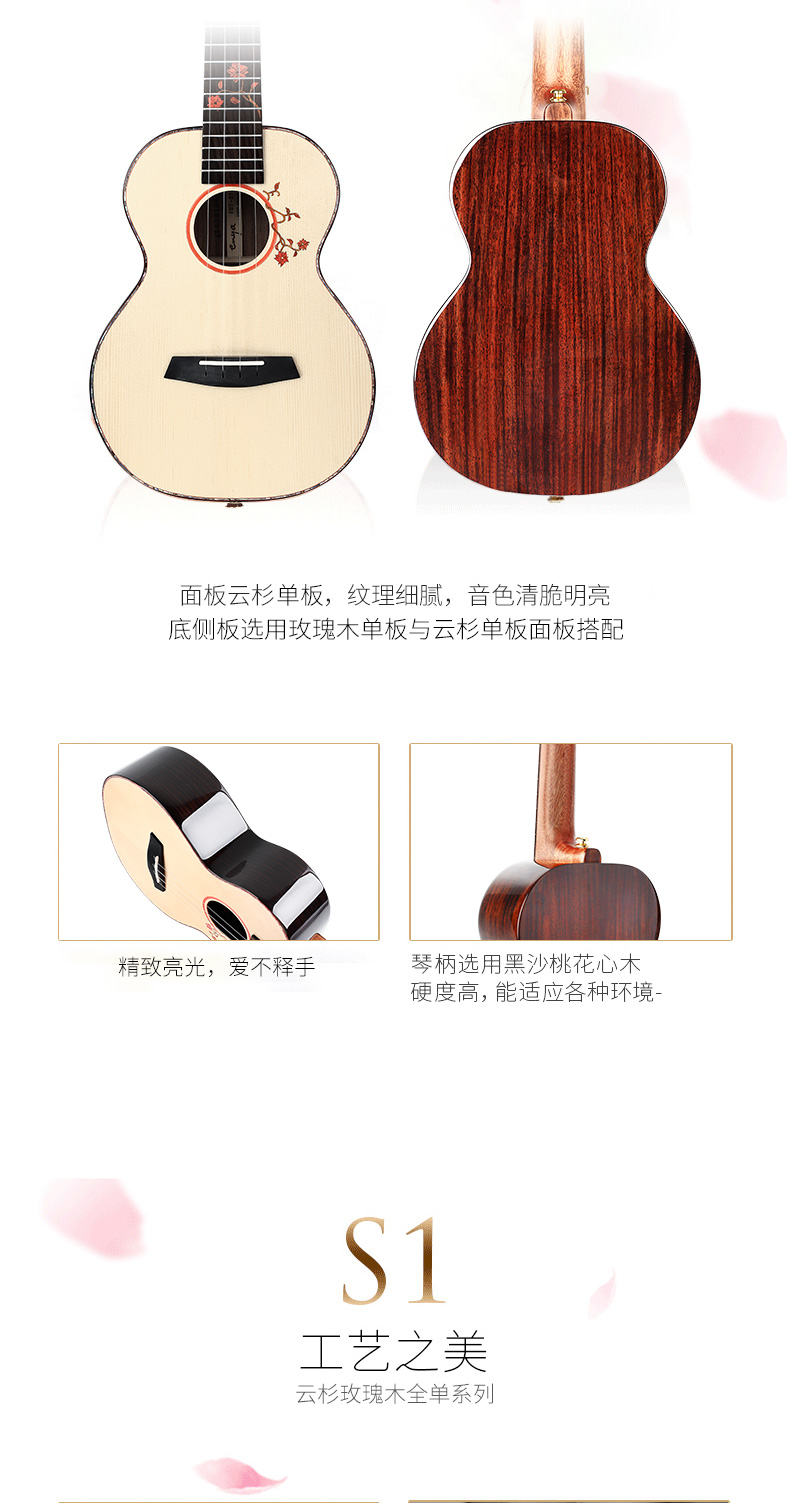 enya
面板云杉单板，纹理细腻，音色清脆明亮
底侧板选用玫瑰木单板与云杉单板面板搭配
精致亮光，爱不释手
琴柄选用黑沙桃花心木
硬度高，能适应各种环境-
S1
工艺之美
云杉玫瑰木全单系列